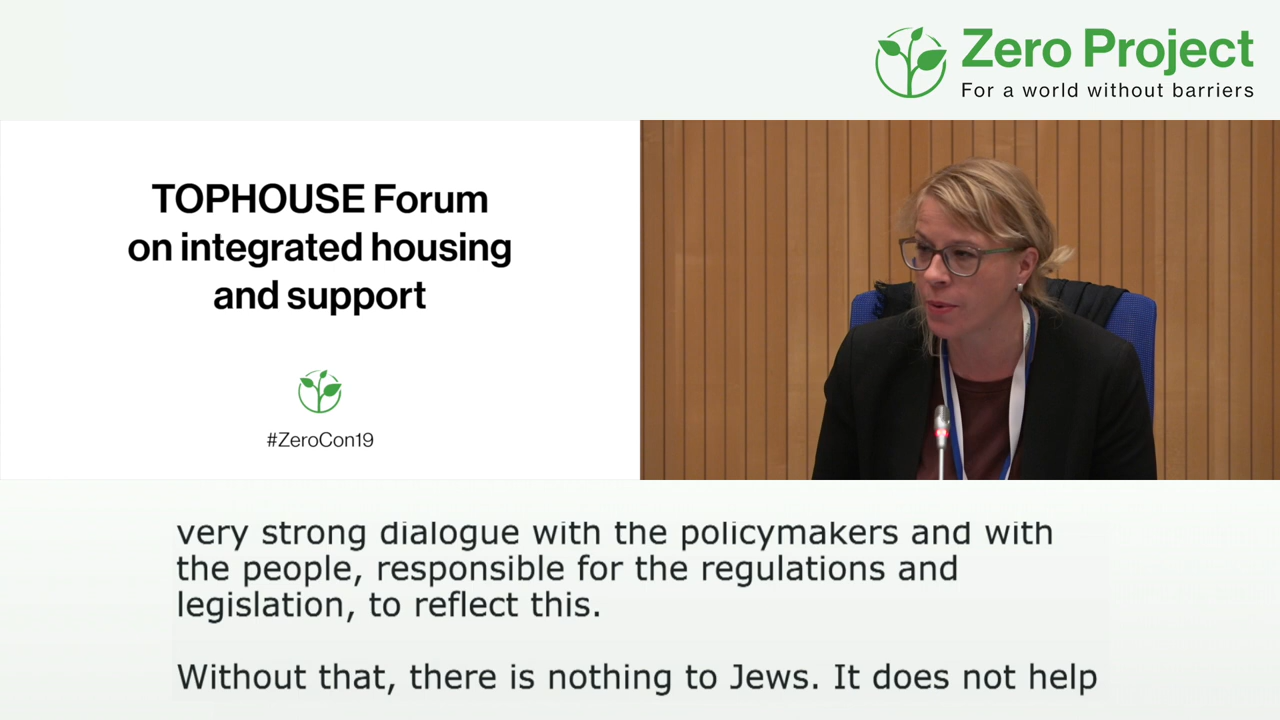 Zero Project
For a world without barriers
TOPHOUSE Forum
on integrated housing
and support
#ZeroCon19
very strong dialogue with the policymakers and with
the people, responsible for the regulations and
legislation, to reflect this.
Without that, there is nothing to Jews. It does not help